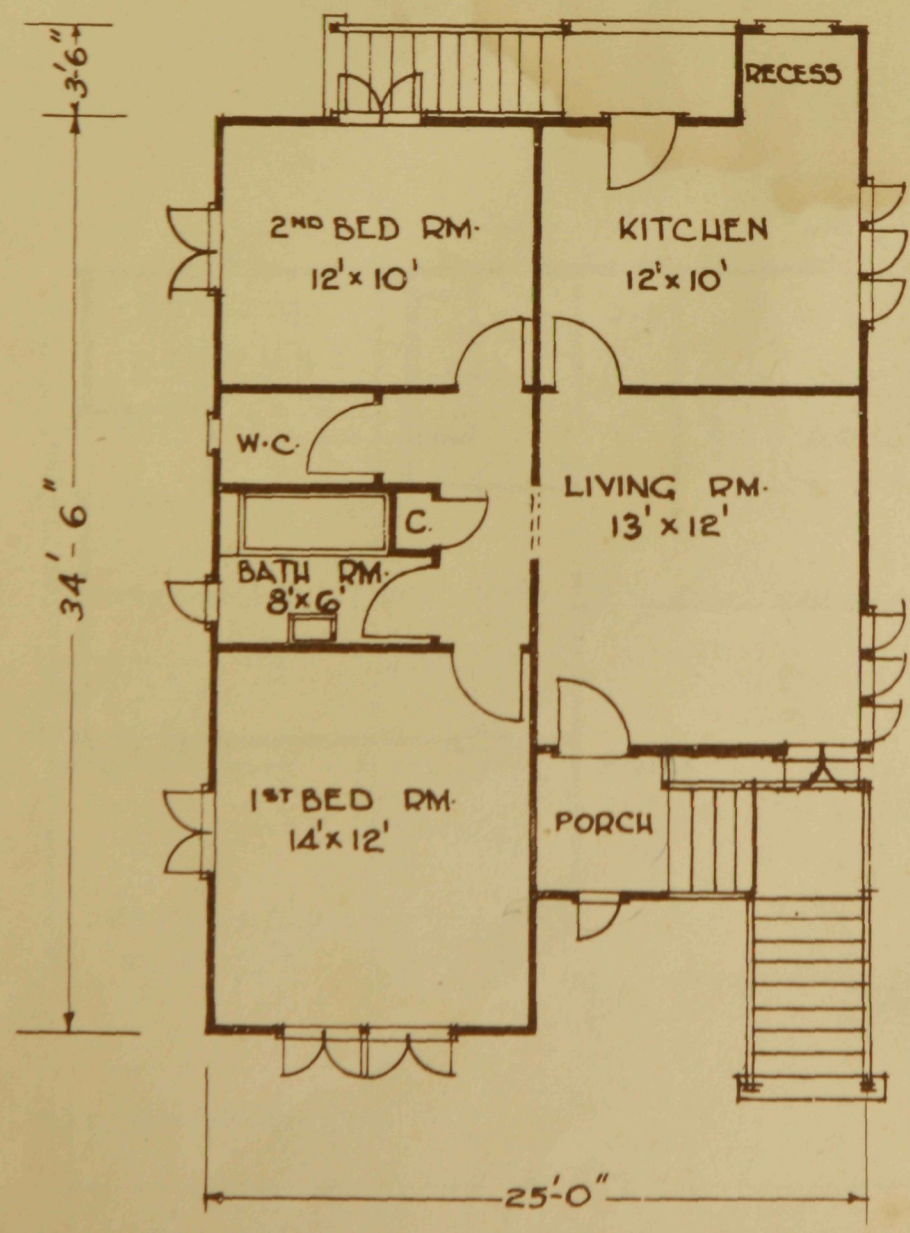 3'-6"
RECESS
2ND BED RM.
12' x 10'
KITCHEN
12' x 10'
W.C.
C.
LIVING RM.
13' x 12'
34'-6"
BATH RM.
8' x 6'
1ST BED RM.
14' x 12'
PORCH
25'-0"